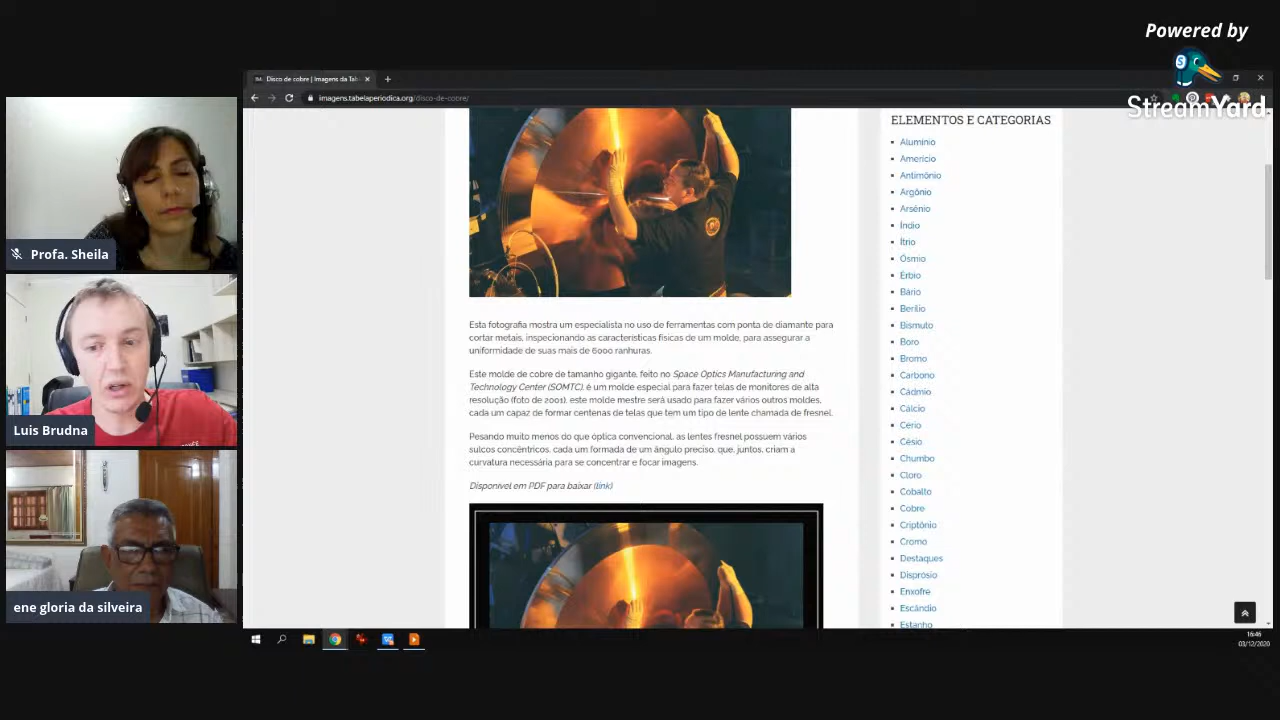 Powered by
StreamYard
Disco de cobre | Imagens da Tab
imagens.tabelaperiodica.org/disco-de-cobre/
Profa. Sheila
Luis Brudna
ene gloria da silveira
Esta fotografia mostra um especialista no uso de ferramentas com ponta de diamante para
cortar metais, inspecionando as características físicas de um molde, para assegurar a
uniformidade de suas mais de 6000 ranhuras.
Este molde de cobre de tamanho gigante, feito no Space Optics Manufacturing and
Technology Center (SOMTC), é um molde especial para fazer telas de monitores de alta
resolução (foto de 2001), este molde mestre será usado para fazer vários outros moldes,
cada um capaz de formar centenas de telas que tem um tipo de lente chamada de fresnel.
Pesando muito menos do que óptica convencional, as lentes fresnel possuem vários
sulcos concêntricos, cada um formada de um ângulo preciso, que, juntos, criam a
curvatura necessária para se concentrar e focar imagens.
Disponível em PDF para baixar (link)
ELEMENTOS E CATEGORIAS
Alumínio
Amerício
Antimônio
Argônio
Arsênio
Índio
Ítrio
Ósmio
Érbio
Bário
Berílio
Bismuto
Boro
Bromo
Carbono
Cádmio
Cálcio
Cério
Césio
Chumbo
Cloro
Cobalto
Cobre
Criptônio
Cromo
Destaques
Disprósio
Enxofre
Escândio
Estanho
16:46
03/12/2020